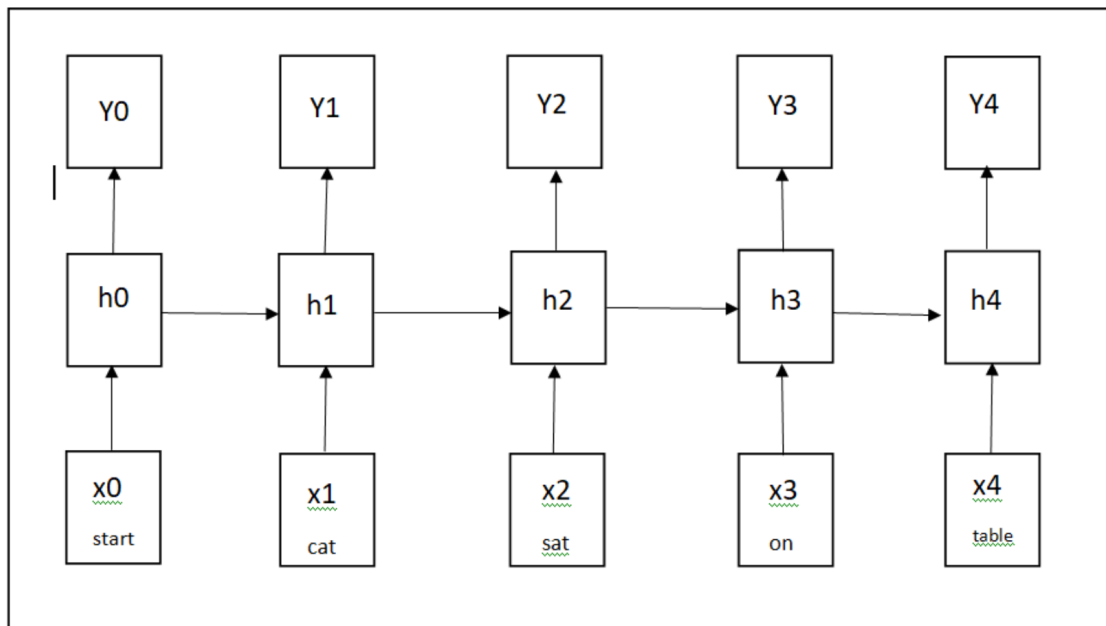 Y0 Y1 Y2 Y3 Y4
h0 h1 h2 h3 h4
x0 x1 x2 x3 x4
start cat sat on table